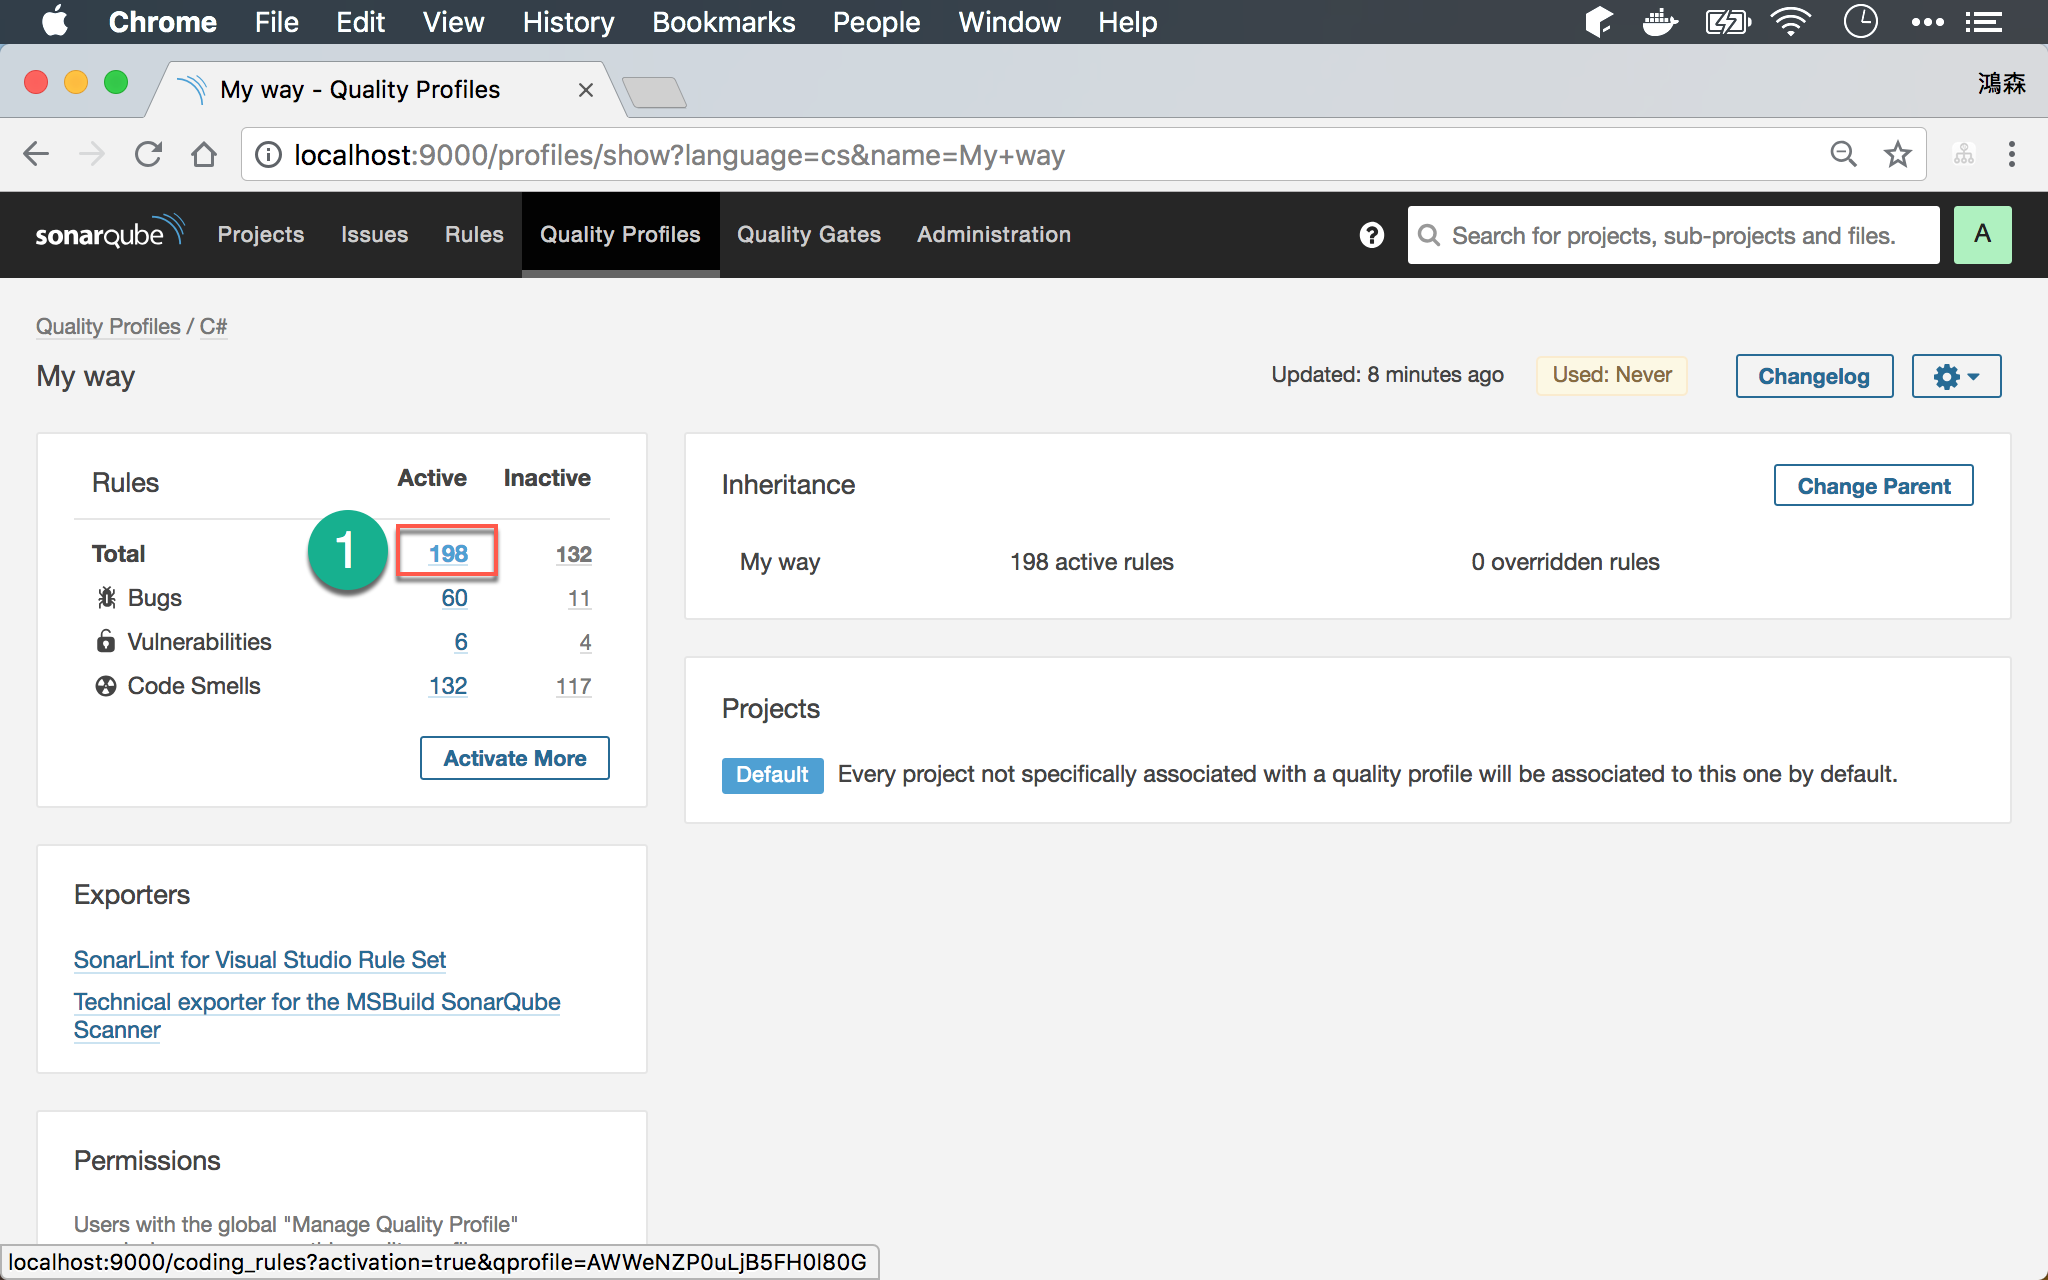 Chrome File Edit View History Bookmarks People Window Help
My way - Quality Profiles
鴻森
localhost:9000/profiles/show?language=cs&name=My+way
sonarqube Projects Issues Rules Quality Profiles Quality Gates Administration ? Search for projects, sub-projects and files. A
Quality Profiles / C#
My way
Updated: 8 minutes ago Used: Never Changelog
Rules Active Inactive
Total 198 132
1
Bugs 60 11
Vulnerabilities 6 4
Code Smells 132 117
Activate More
Inheritance Change Parent
My way 198 active rules 0 overridden rules
Projects
Default Every project not specifically associated with a quality profile will be associated to this one by default.
Exporters
SonarLint for Visual Studio Rule Set
Technical exporter for the MSBuild SonarQube
Scanner
Permissions
Users with the global "Manage Quality Profile"
localhost:9000/coding_rules?activation=true&qprofile=AWWeNZP0uLjB5FH0l80G